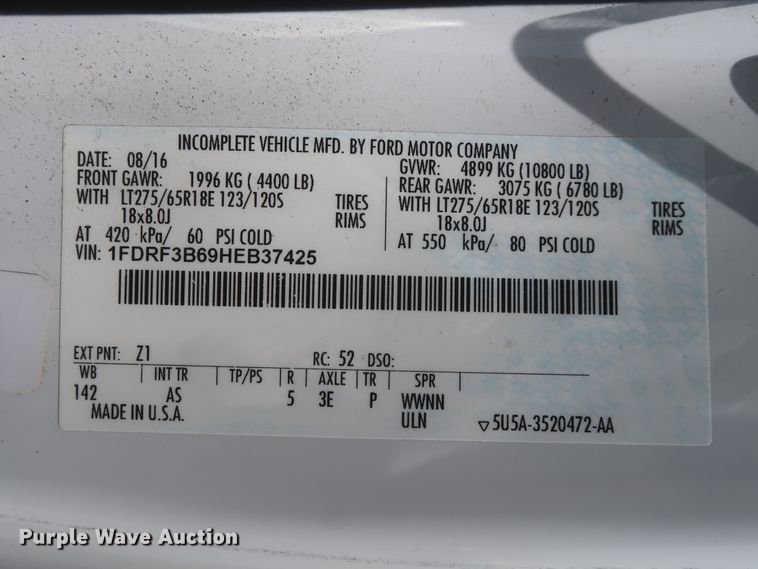 INCOMPLETE VEHICLE MFD. BY FORD MOTOR COMPANY
DATE: 08/16 GVWR: 4899 KG (10800 LB)
FRONT GAWR: 1996 KG ( 4400 LB) REAR GAWR: 3075 KG ( 6780 LB)
WITH LT275/65R18E 123/120S TIRES WITH LT275/65R18E 123/120S TIRES
18x8.0J RIMS 18x8.0J RIMS
AT 420 kPa/ 60 PSI COLD AT 550 kPa/ 80 PSI COLD
VIN: 1FDRF3B69HEB37425
EXT PNT: Z1 RC: 52 DSO:
WB INT TR TP/PS R AXLE TR SPR
142 AS 5 3E P WWNN
MADE IN U.S.A. ULN ▽5U5A-3520472-AA
Purple Wave Auction